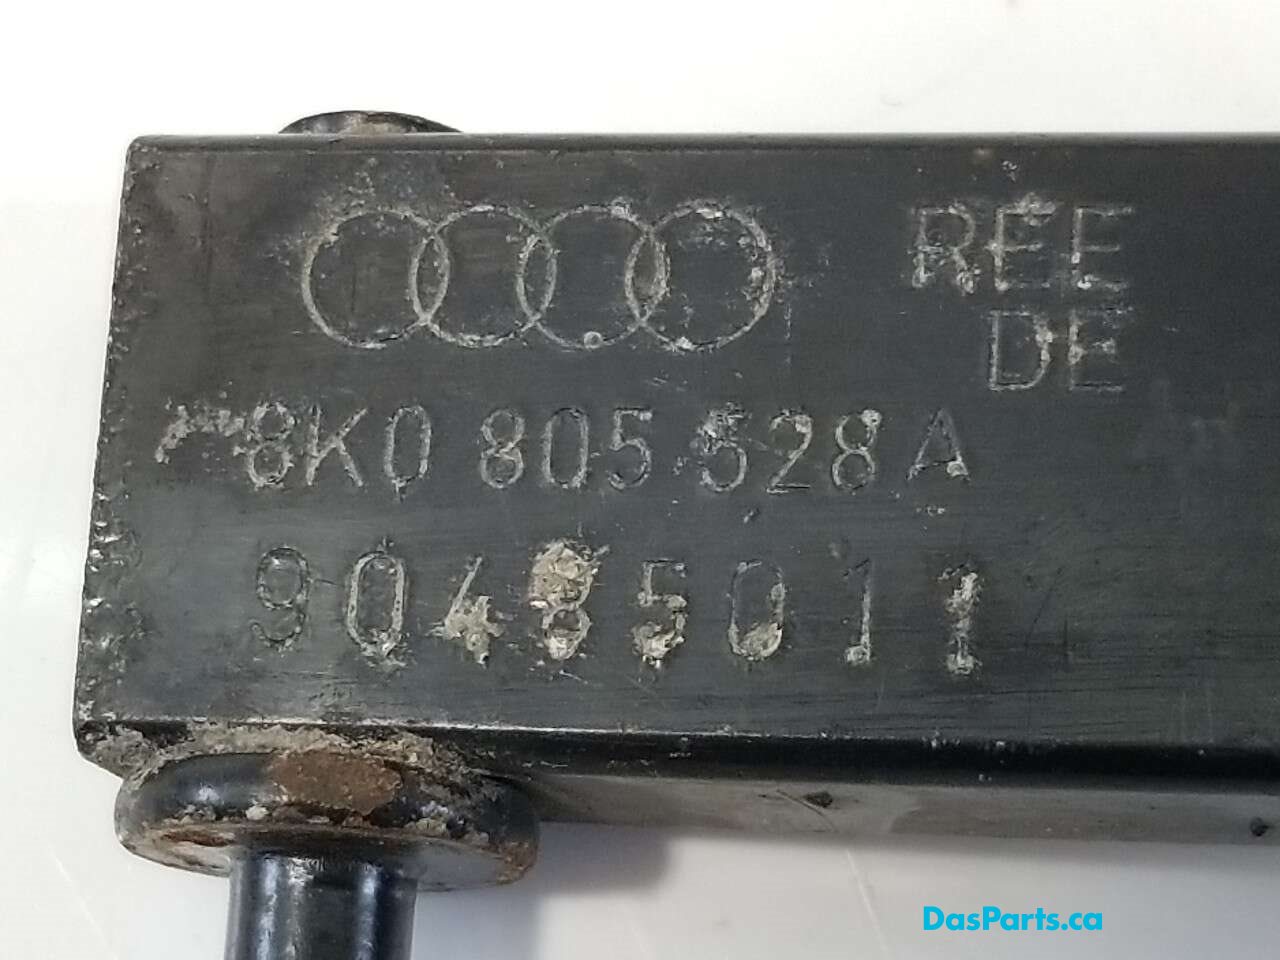 REE
DE
8K0 805 528 A
90485011
DasParts.ca